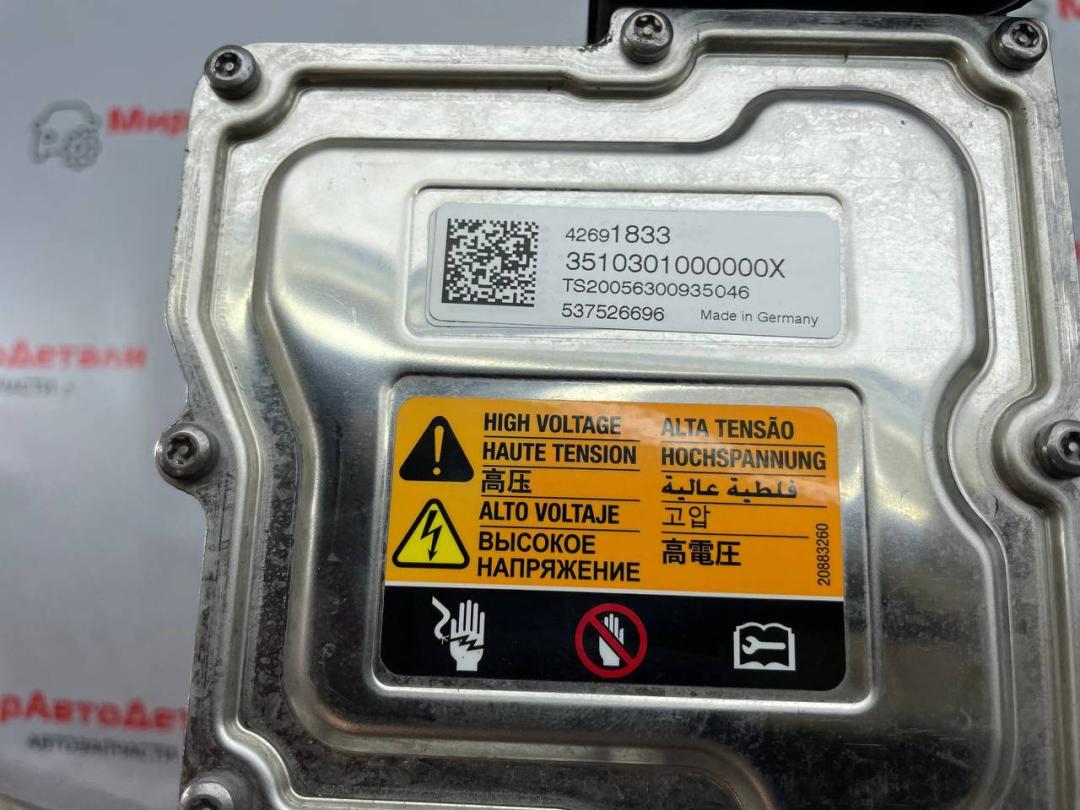 42691833
3510301000000X
TS20056300935046
537526696 Made in Germany
HIGH VOLTAGE
HAUTE TENSION
高压
ALTO VOLTAJE
ВЫСОКОЕ
НАПРЯЖЕНИЕ
ALTA TENSÃO
HOCHSPANNUNG
فلطية عالية
고압
高電圧
20883260